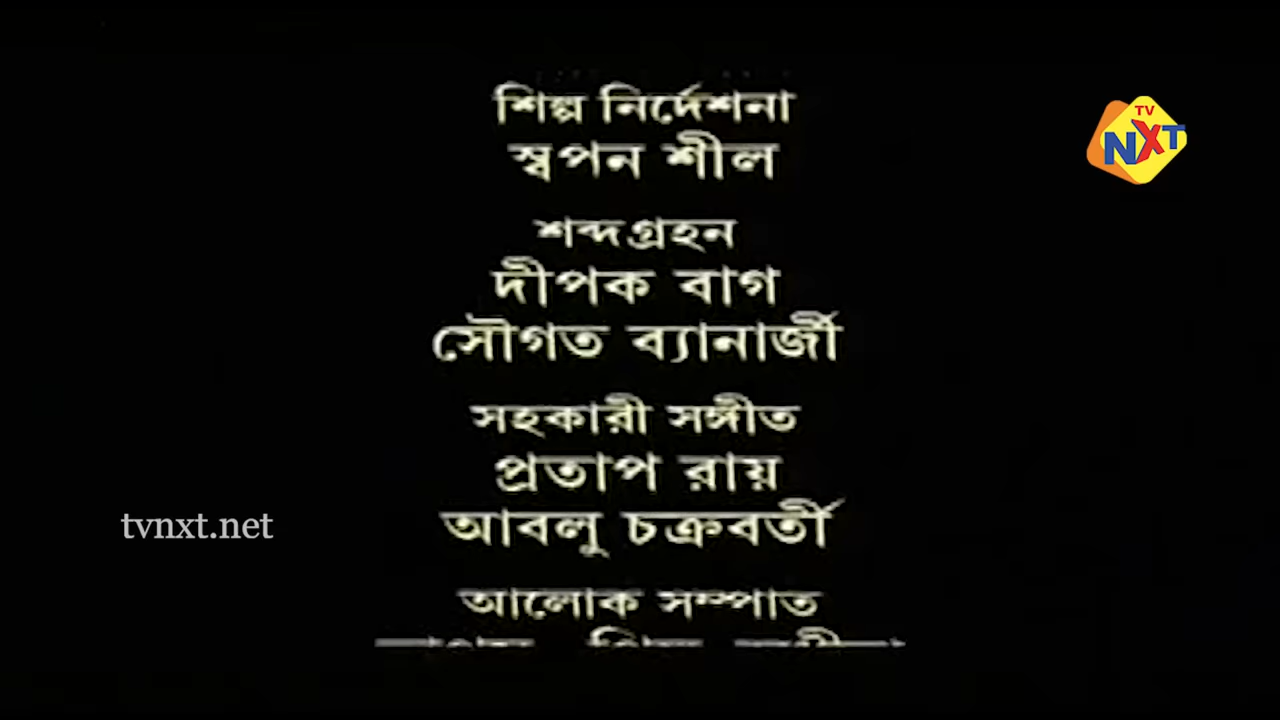 শিল্প নির্দেশনা
স্বপন শীল
শব্দগ্রহন
দীপক বাগ
সৌগত ব্যানার্জী
সহকারী সঙ্গীত
প্রতাপ রায়
আবলু চক্রবর্তী
আলোক সম্পাত
TV
NXT
tvnxt.net